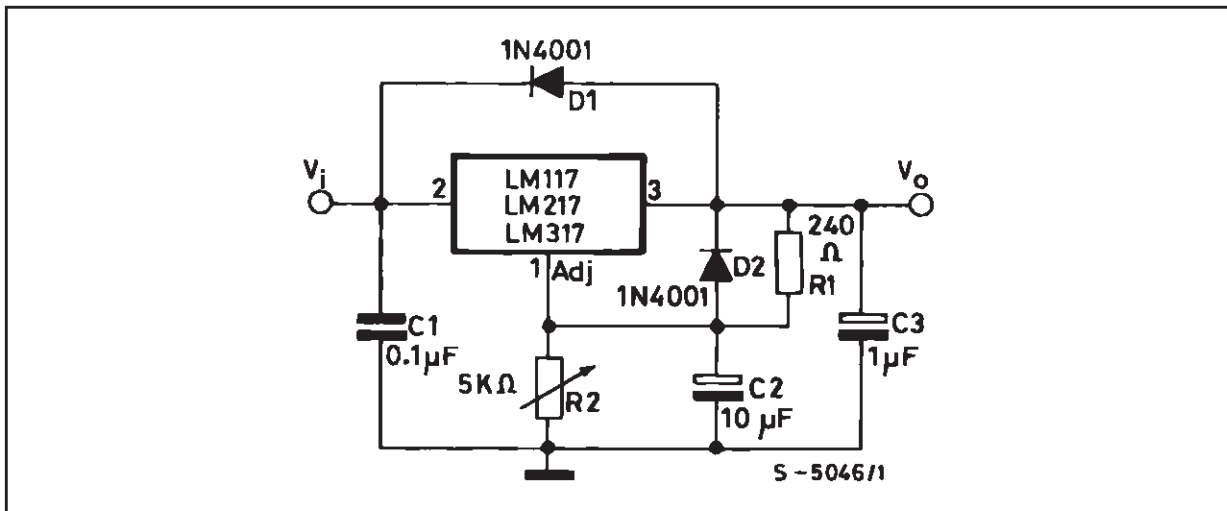 1N4001
D1
Vi
2
LM117
LM217
LM317
3
Vo
1 Adj
240
Ω
R1
D2
1N4001
C1
0.1µF
C3
1µF
5KΩ
R2
C2
10 µF
S-5046/1